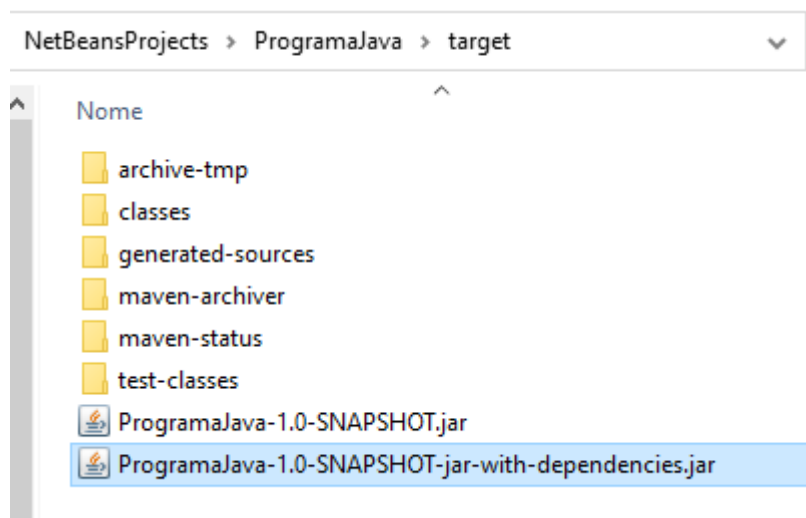 NetBeansProjects > ProgramaJava > target
Nome
archive-tmp
classes
generated-sources
maven-archiver
maven-status
test-classes
ProgramaJava-1.0-SNAPSHOT.jar
ProgramaJava-1.0-SNAPSHOT-jar-with-dependencies.jar